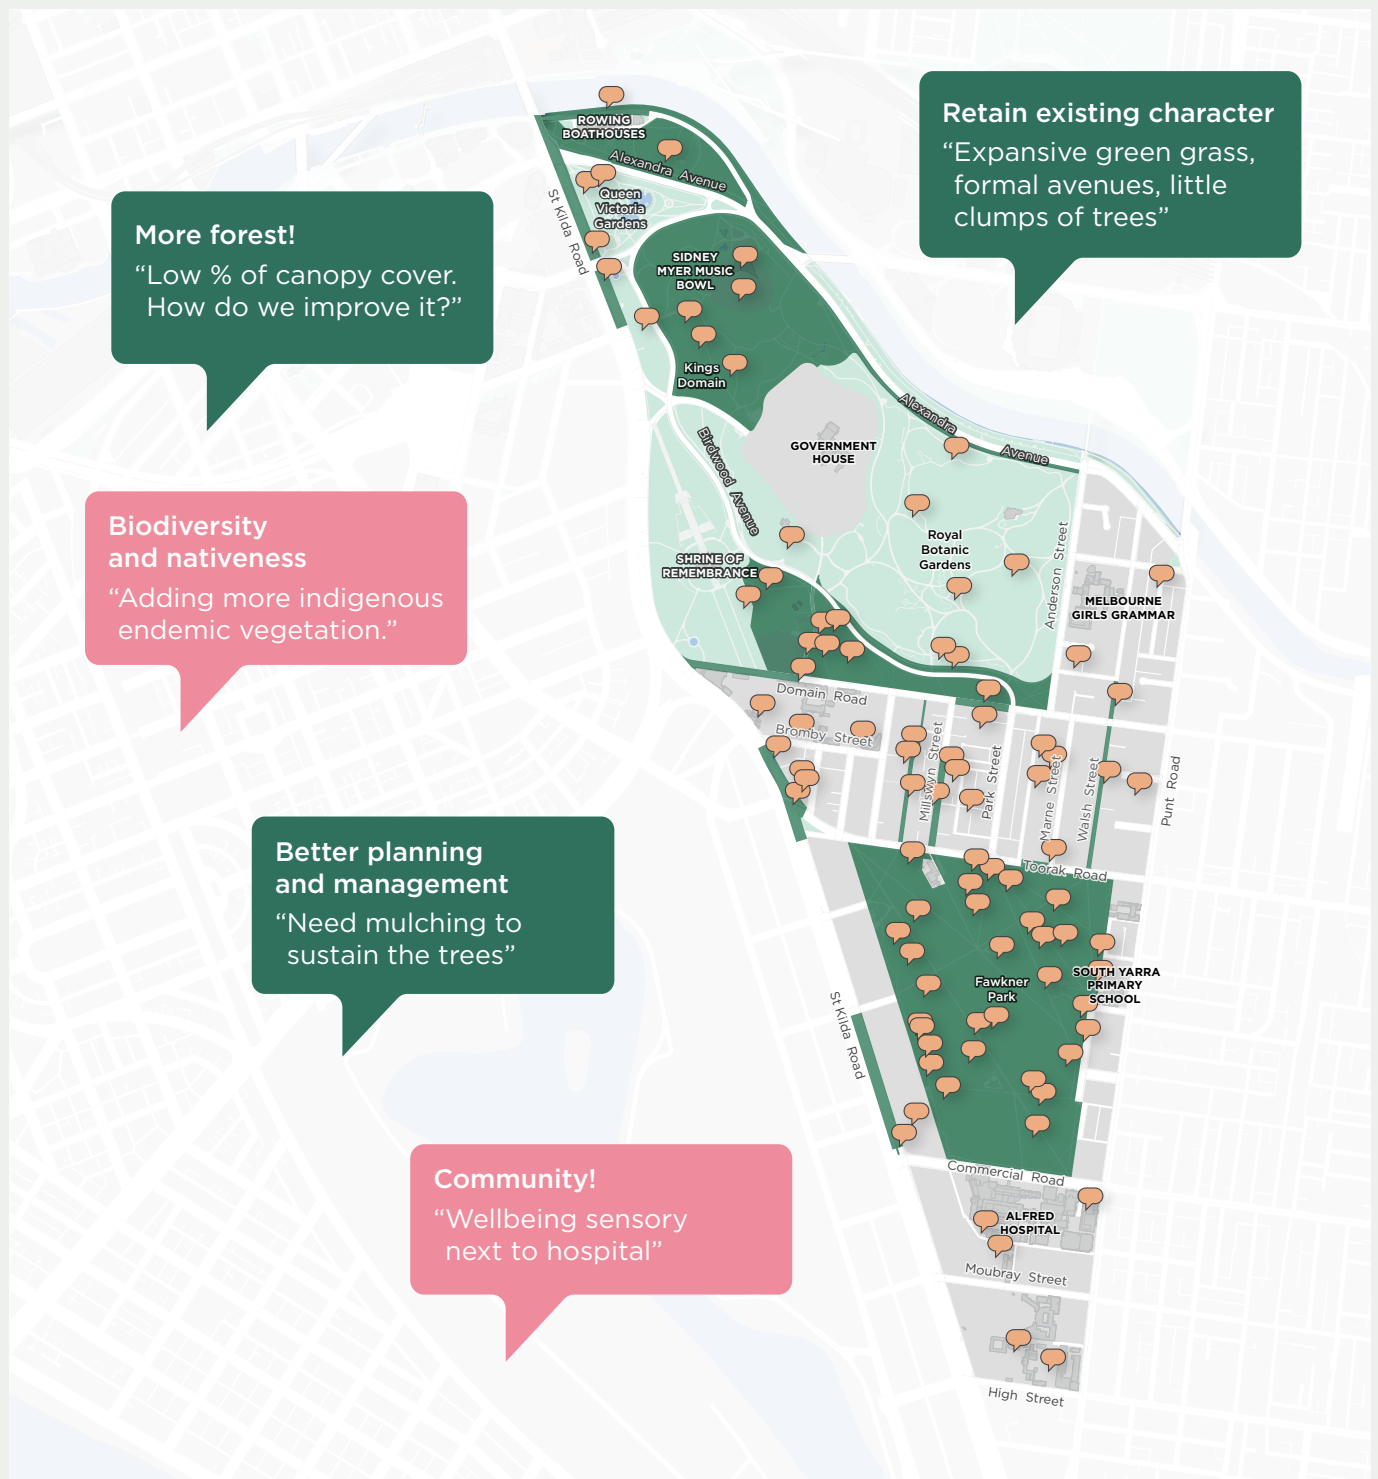 Retain existing character
“Expansive green grass,
formal avenues, little
clumps of trees”
More forest!
“Low % of canopy cover.
How do we improve it?”
Biodiversity
and nativeness
“Adding more indigenous
endemic vegetation.”
Better planning
and management
“Need mulching to
sustain the trees”
Community!
“Wellbeing sensory
next to hospital”
ROWING
BOATHOUSES
Alexandra Avenue
Queen
Victoria
Gardens
St Kilda Road
SIDNEY
MYER MUSIC
BOWL
Kings
Domain
Alexandra Avenue
GOVERNMENT
HOUSE
Birdwood Avenue
Royal
Botanic
Gardens
SHRINE OF
REMEMBRANCE
Anderson Street
MELBOURNE
GIRLS GRAMMAR
Domain Road
Bromby Street
Millswyn Street
Park Street
Marne Street
Walsh Street
Punt Road
Toorak Road
SOUTH YARRA
PRIMARY
SCHOOL
Fawkner
Park
St Kilda Road
Commercial Road
ALFRED
HOSPITAL
Moubray Street
High Street